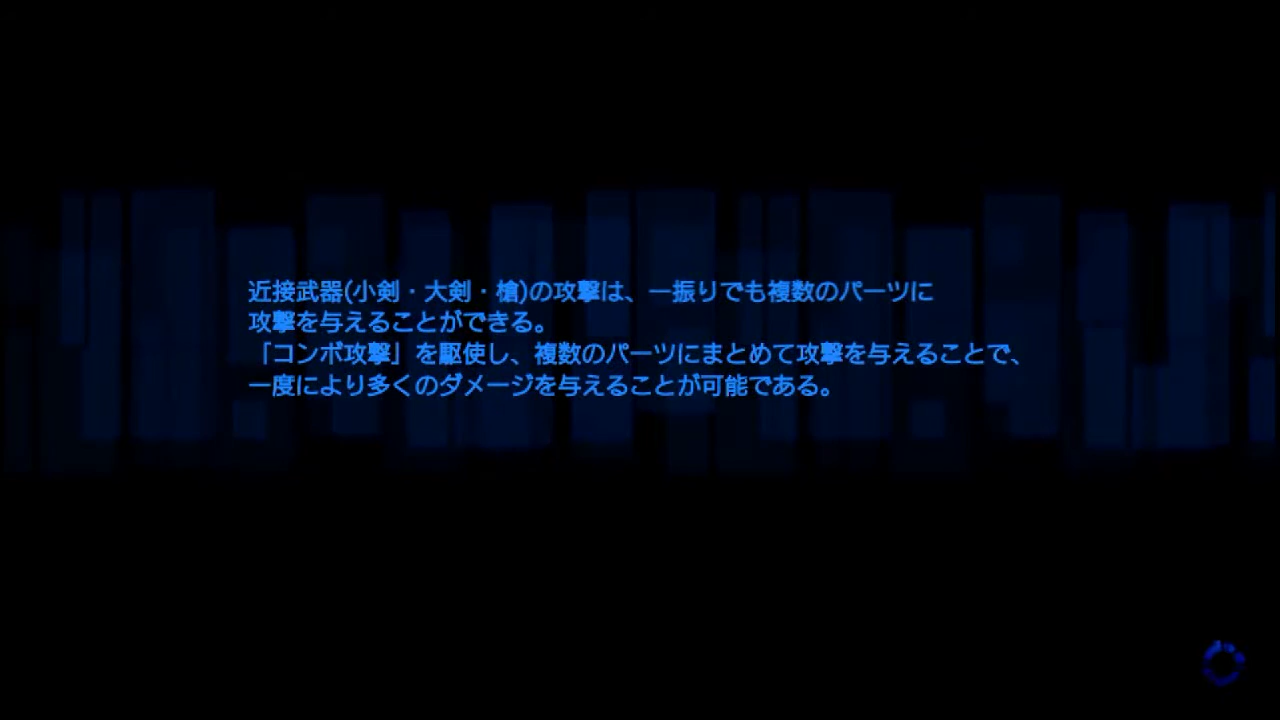 近接武器(小剣・大剣・槍)の攻撃は、一振りでも複数のパーツに
攻撃を与えることができる。
「コンボ攻撃」を駆使し、複数のパーツにまとめて攻撃を与えることで、
一度により多くのダメージを与えることが可能である。